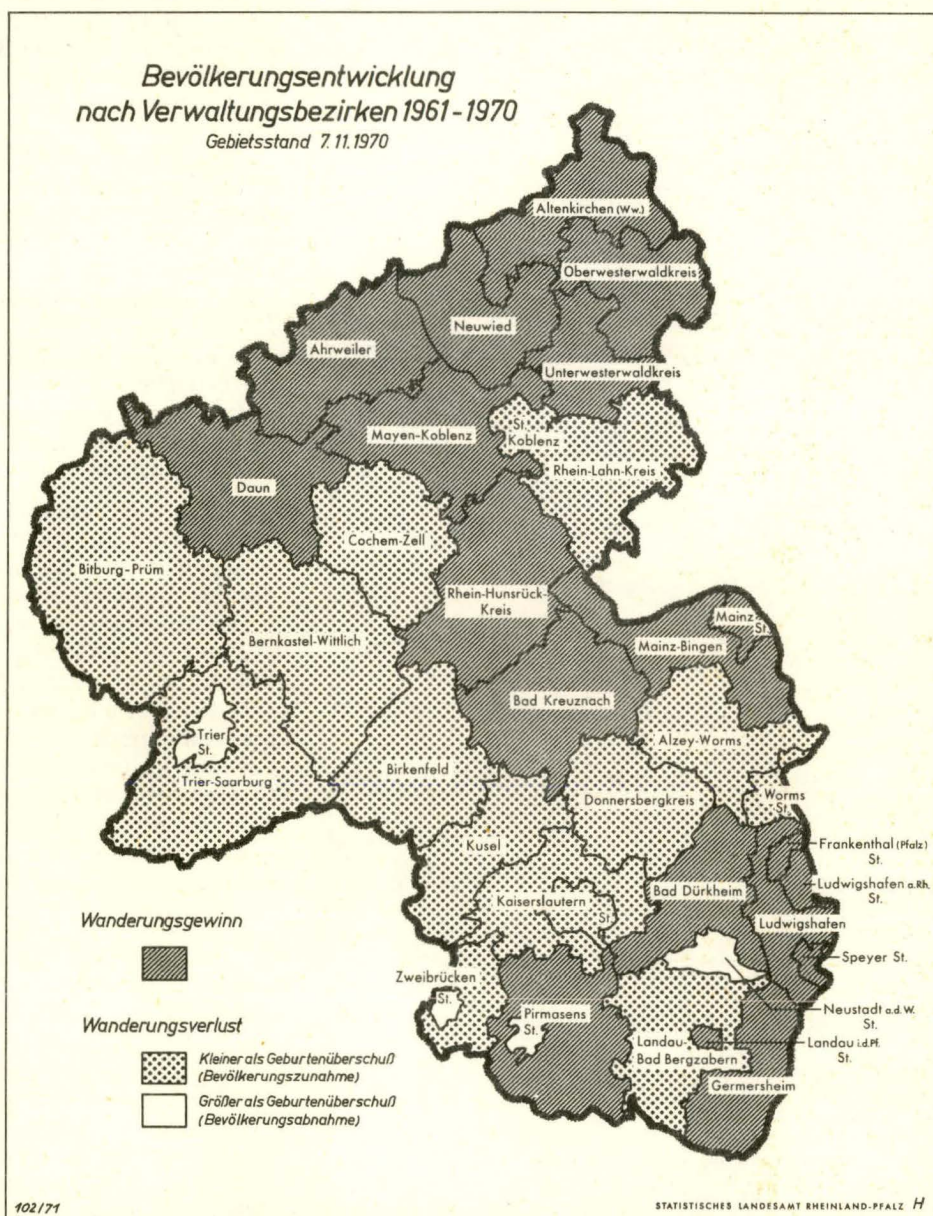 Bevölkerungsentwicklung
nach Verwaltungsbezirken 1961-1970
Gebietsstand 7.11.1970
Altenkirchen (Ww.)
Oberwesterwaldkreis
Neuwied
Ahrweiler
Unterwesterwaldkreis
Mayen-Koblenz
St.
Koblenz
Rhein-Lahn-Kreis
Daun
Cochem-Zell
Bitburg-Prüm
Rhein-Hunsrück-
Kreis
Mainz
St.
Bernkastel-Wittlich
Mainz-Bingen
Bad Kreuznach
Trier
St.
Alzey-Worms
Trier-Saarburg
Birkenfeld
Donnersbergkreis
Worms
St.
Kusel
Frankenthal (Pfalz)
St.
Bad Dürkheim
Ludwigshafen a.Rh.
St.
Kaiserslautern
St.
Ludwigshafen
Speyer St.
Zweibrücken
St.
Neustadt a.d.W.
St.
Pirmasens
St.
Landau-
Bad Bergzabern
Landau i.d.Pf.
St.
Germersheim
Wanderungsgewinn
Wanderungsverlust
Kleiner als Geburtenüberschuß
(Bevölkerungszunahme)
Größer als Geburtenüberschuß
(Bevölkerungsabnahme)
102/71
STATISTISCHES LANDESAMT RHEINLAND-PFALZ H